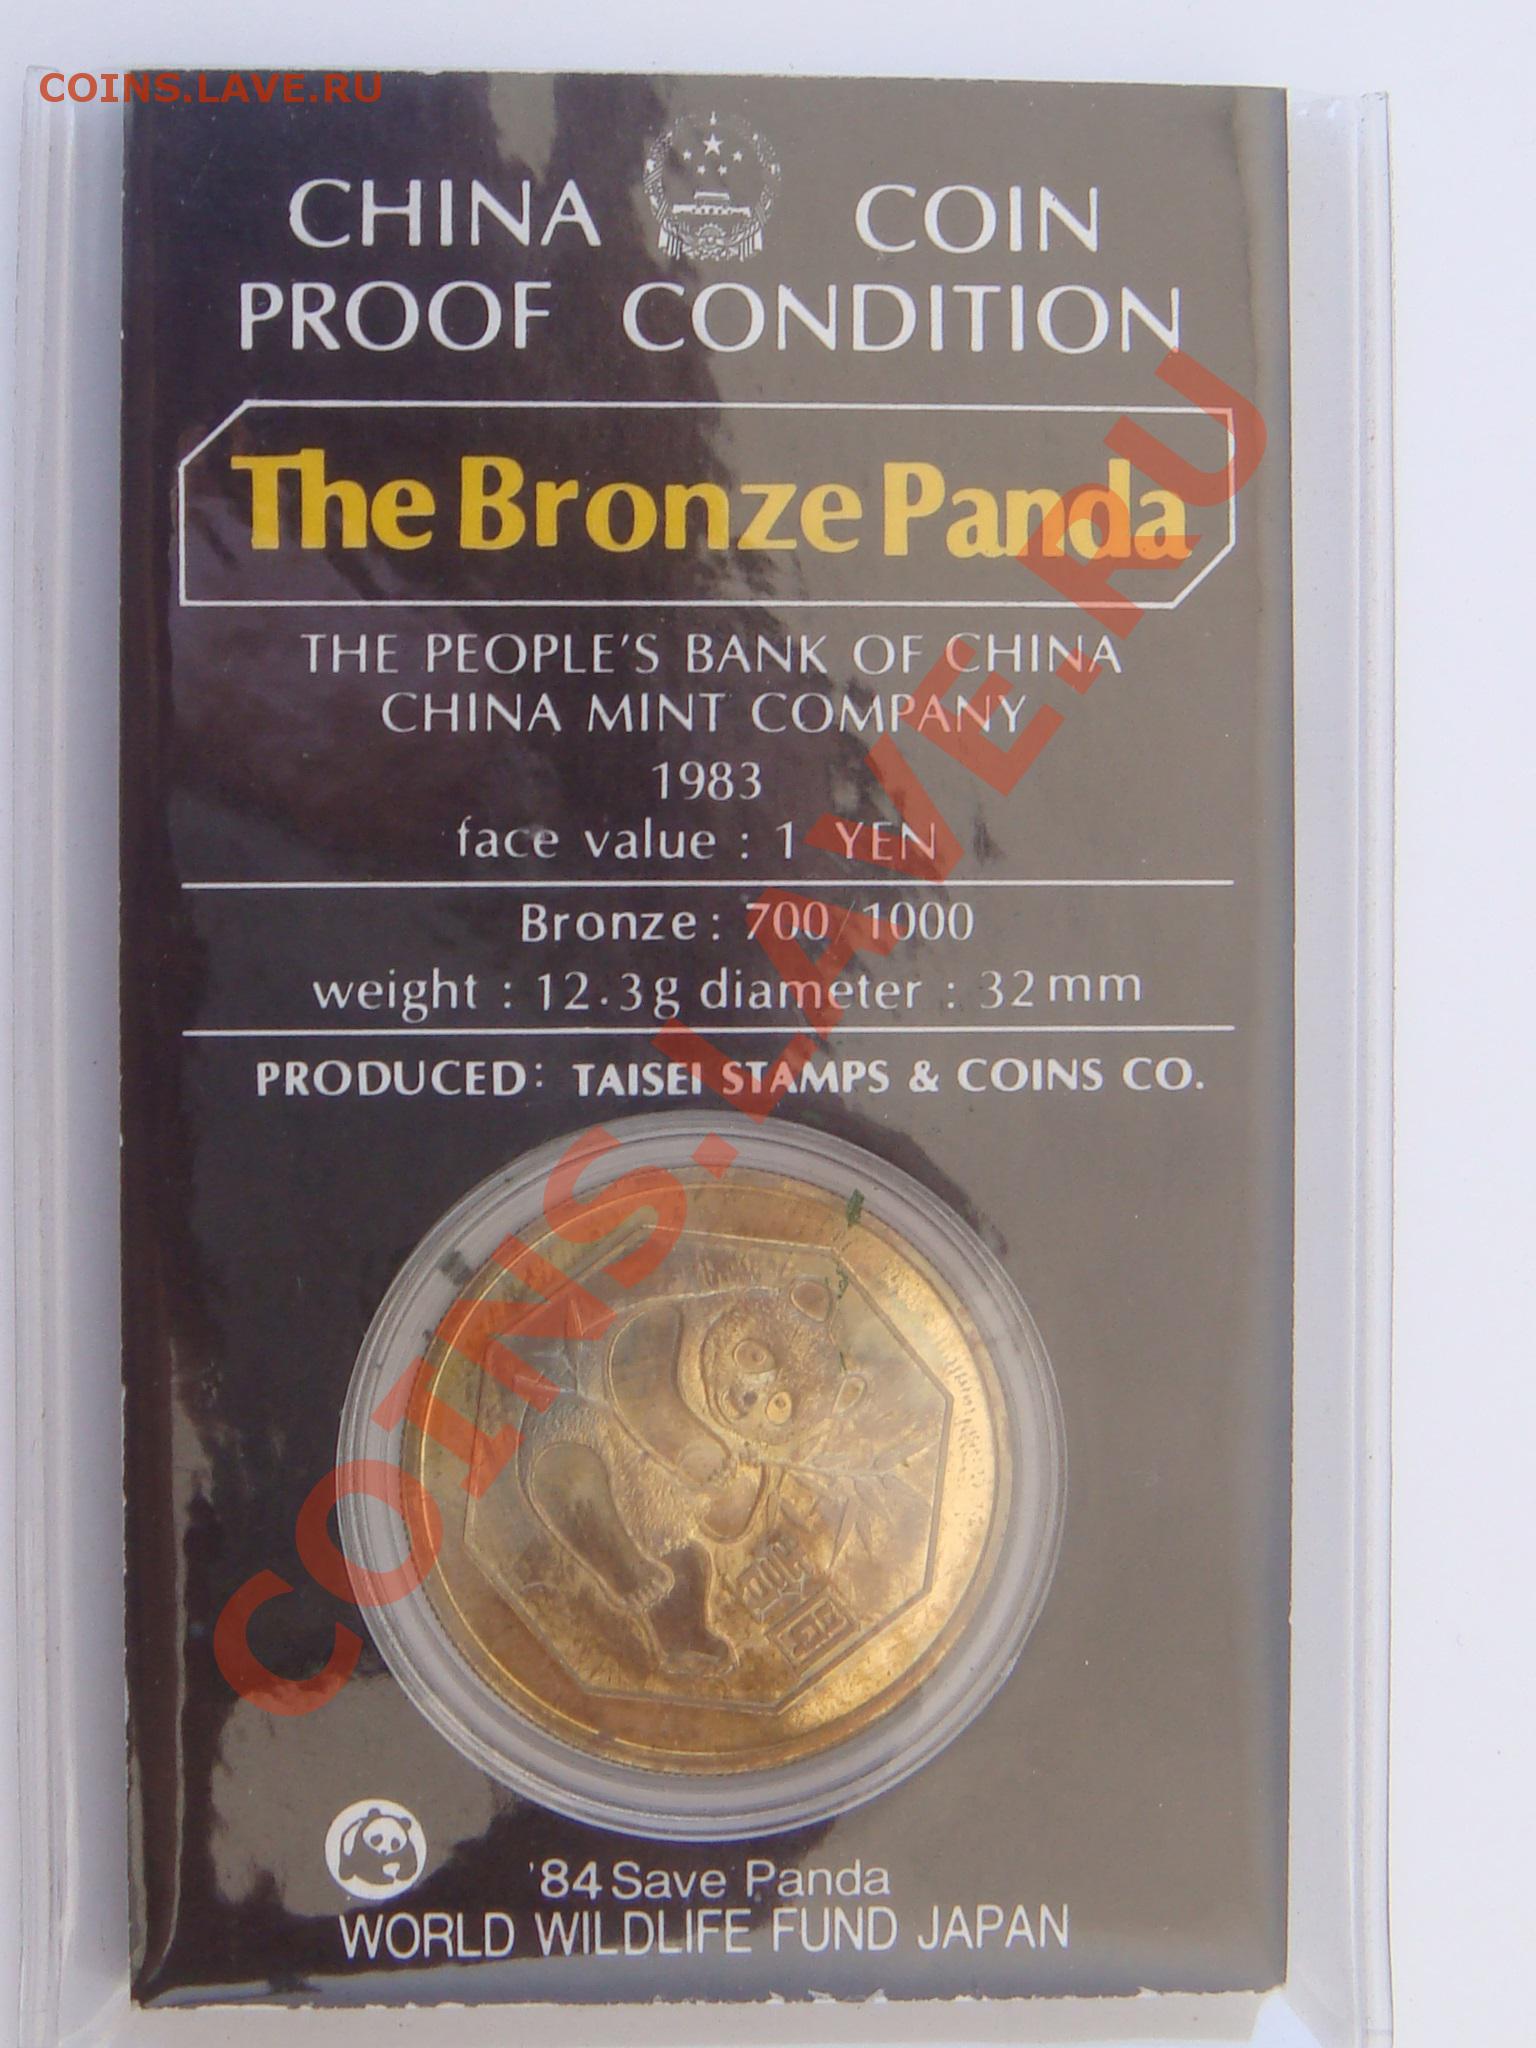 COINS.LAVE.RU
CHINA COIN
PROOF CONDITION
The Bronze Panda
THE PEOPLE'S BANK OF CHINA
CHINA MINT COMPANY
1983
face value : 1 YEN
Bronze : 700/1000
weight : 12.3g diameter : 32mm
PRODUCED: TAISEI STAMPS & COINS CO.
COINS.LAVE.RU
'84 Save Panda
WORLD WILDLIFE FUND JAPAN